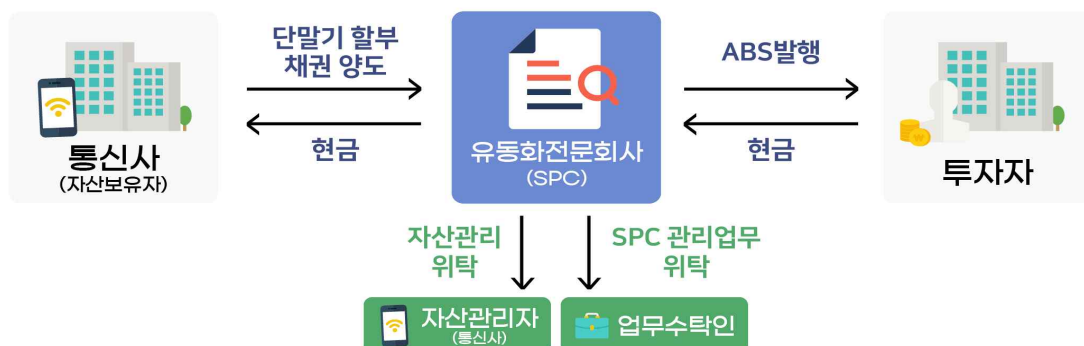 단말기 할부
채권 양도
현금
통신사
(자산보유자)
유동화전문회사
(SPC)
ABS발행
현금
투자자
자산관리
위탁
SPC 관리업무
위탁
자산관리자
(통신사)
업무수탁인